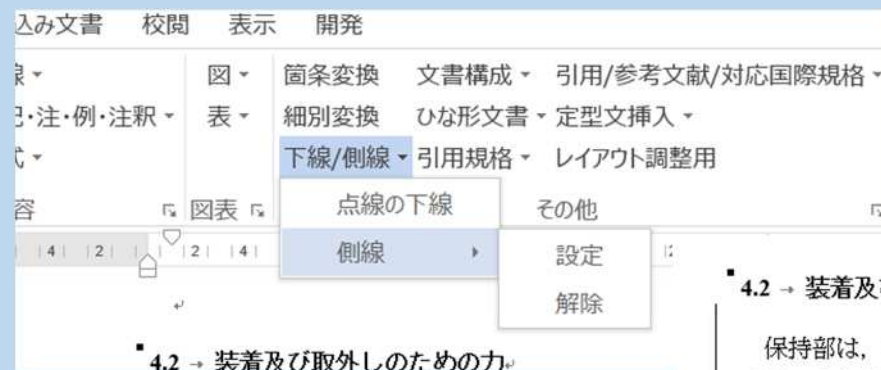 込み文書 校閲 表示 開発
図 箇条変換 文書構成 引用/参考文献/対応国際規格
・注・例・注釈 表 細別変換 ひな形文書 定型文挿入
下線/側線 引用規格 レイアウト調整用
容 図表 その他
点線の下線
側線
設定
解除
4 2 2 4
4.2 → 装着及び取外しのための力
4.2 → 装着及
保持部は,